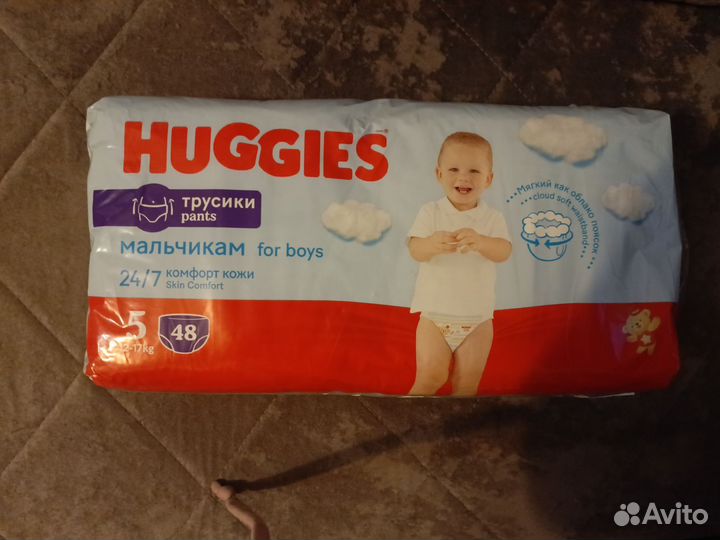 HUGGIES
трусики
pants
мальчикам for boys
24/7 комфорт кожи
Skin Comfort
5
48
12-17kg
Мягкий как облако поясок
cloud soft waistband
Avito